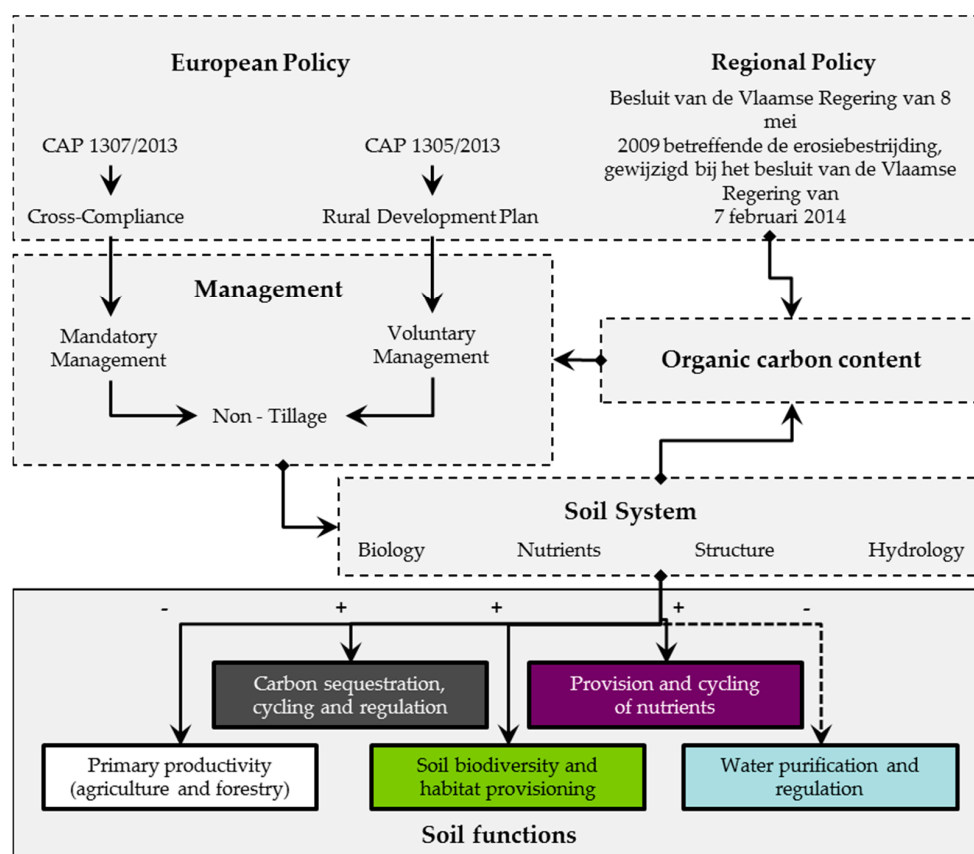 European Policy
Regional Policy
Besluit van de Vlaamse Regering van 8
mei
2009 betreffende de erosiebestrijding,
gewijzigd bij het besluit van de Vlaamse
Regering van
7 februari 2014
CAP 1307/2013
CAP 1305/2013
Cross-Compliance
Rural Development Plan
Management
Mandatory
Management
Voluntary
Management
Non - Tillage
Organic carbon content
Soil System
Biology
Nutrients
Structure
Hydrology
-
+
+
+
-
Carbon sequestration,
cycling and regulation
Provision and cycling
of nutrients
Primary productivity
(agriculture and forestry)
Soil biodiversity and
habitat provisioning
Water purification and
regulation
Soil functions